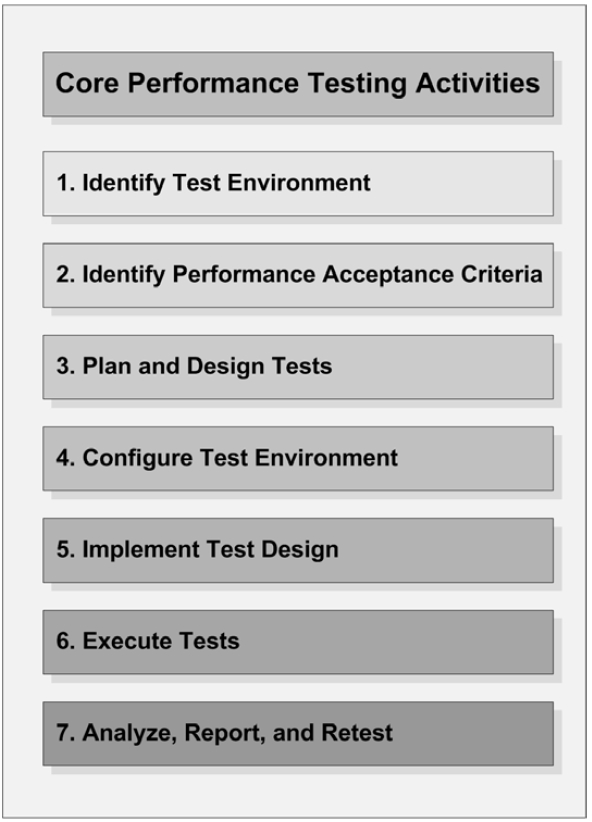 Core Performance Testing Activities
1. Identify Test Environment
2. Identify Performance Acceptance Criteria
3. Plan and Design Tests
4. Configure Test Environment
5. Implement Test Design
6. Execute Tests
7. Analyze, Report, and Retest